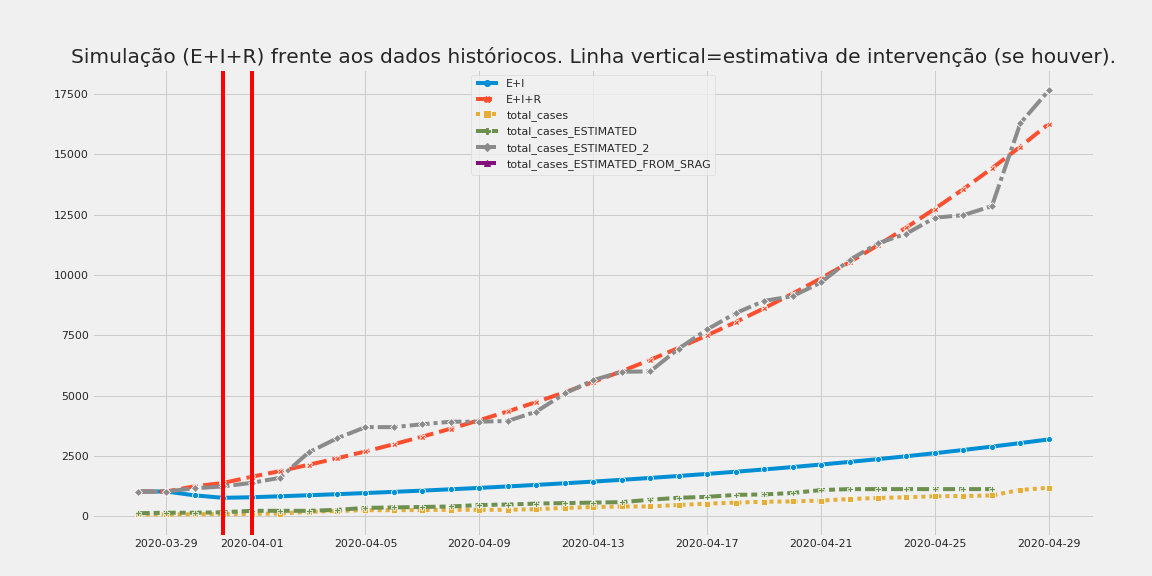 Simulação (E+I+R) frente aos dados históriocos. Linha vertical=estimativa de intervenção (se houver).
E+I
E+I+R
total_cases
total_cases_ESTIMATED
total_cases_ESTIMATED_2
total_cases_ESTIMATED_FROM_SRAG
17500
15000
12500
10000
7500
5000
2500
0
2020-03-29 2020-04-01 2020-04-05 2020-04-09 2020-04-13 2020-04-17 2020-04-21 2020-04-25 2020-04-29